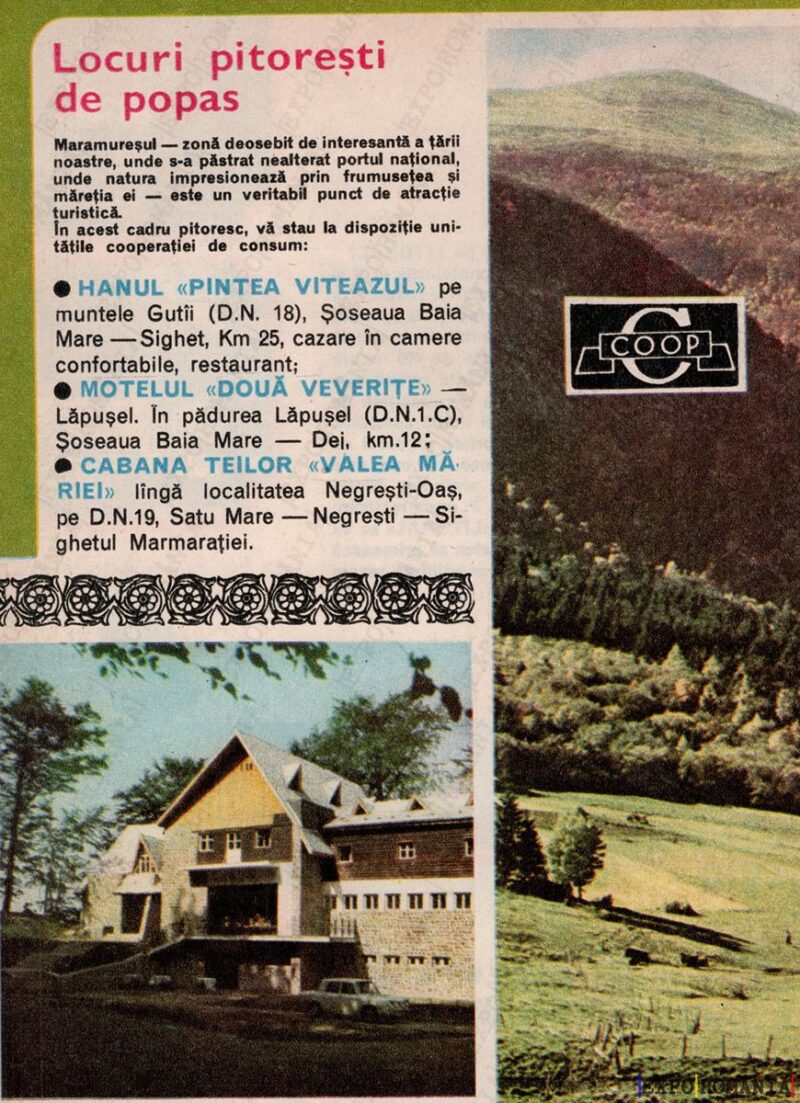 Locuri pitorești
de popas
Maramureșul — zonă deosebit de interesantă a țării
noastre, unde s-a păstrat nealterat portul național,
unde natura impresionează prin frumusețea și
măreția ei — este un veritabil punct de atracție
turistică.
În acest cadru pitoresc, vă stau la dispoziție uni-
tățile cooperației de consum:
● HANUL «PINTEA VITEAZUL» pe
muntele Gutîi (D.N. 18), Șoseaua Baia
Mare — Sighet, Km 25, cazare în camere
confortabile, restaurant;
● MOTELUL «DOUĂ VEVERIȚE» —
Lăpușel. În pădurea Lăpușel (D.N.1.C),
Șoseaua Baia Mare — Dej, km.12;
● CABANA TEILOR «VALEA MĂ-
RIEI» lîngă localitatea Negrești-Oaș,
pe D.N.19, Satu Mare — Negrești — Si-
ghetul Marmarației.
C
COOP
EXPO ROMANIA